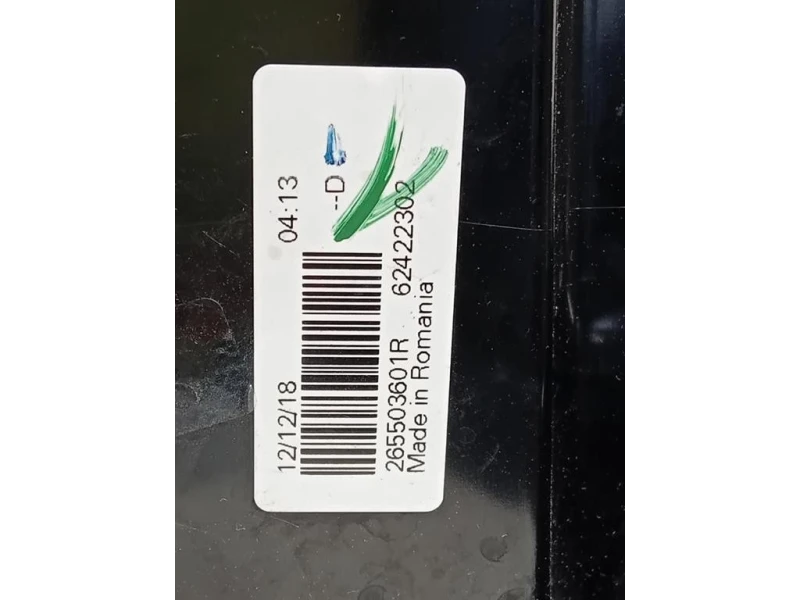 12/12/18 04:13
--D
265503601R 62422302
Made in Romania